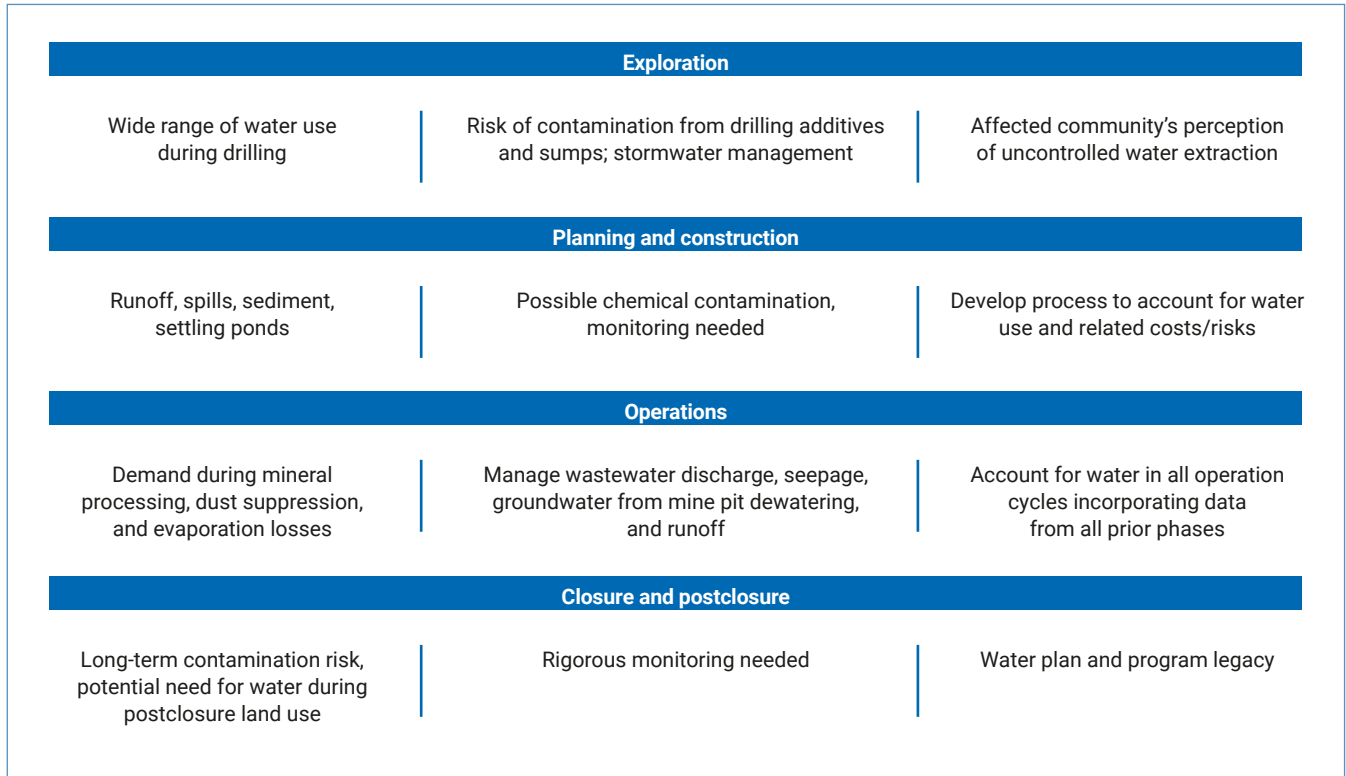 Exploration
Wide range of water use
during drilling
Risk of contamination from drilling additives
and sumps; stormwater management
Affected community’s perception
of uncontrolled water extraction
Planning and construction
Runoff, spills, sediment,
settling ponds
Possible chemical contamination,
monitoring needed
Develop process to account for water
use and related costs/risks
Operations
Demand during mineral
processing, dust suppression,
and evaporation losses
Manage wastewater discharge, seepage,
groundwater from mine pit dewatering,
and runoff
Account for water in all operation
cycles incorporating data
from all prior phases
Closure and postclosure
Long-term contamination risk,
potential need for water during
postclosure land use
Rigorous monitoring needed
Water plan and program legacy